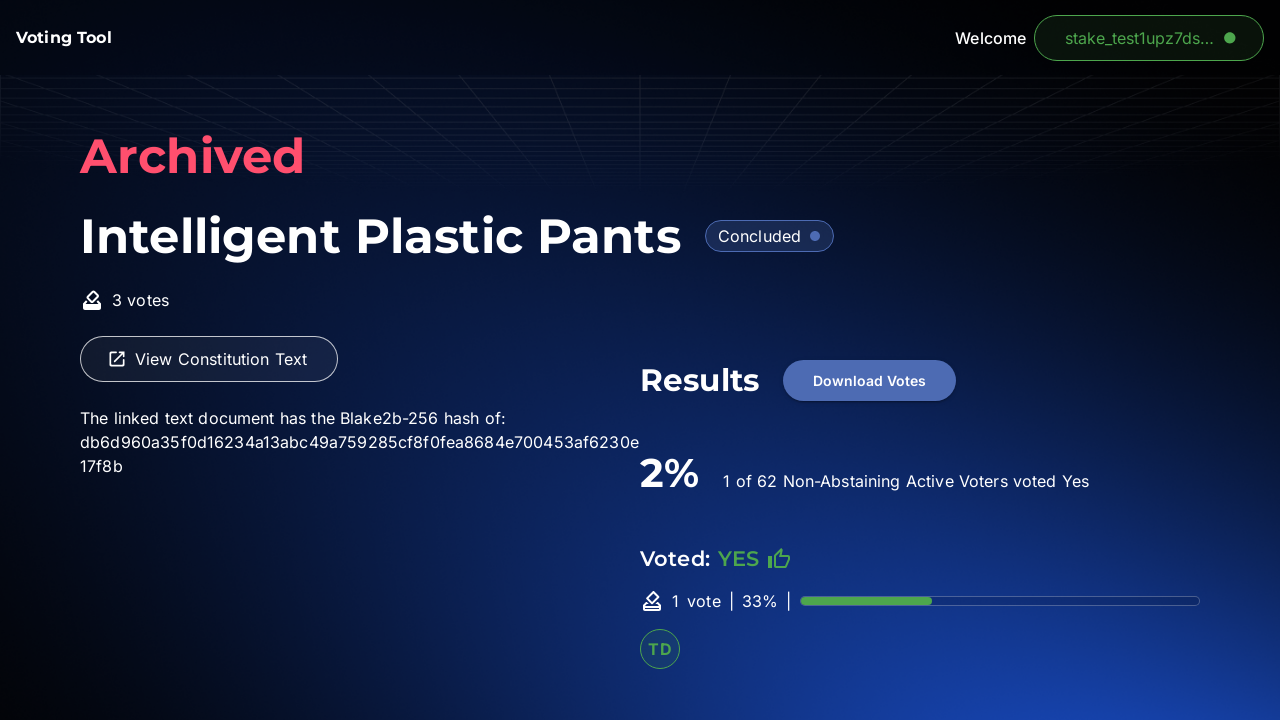 Voting Tool
Welcome
stake_test1upz7ds...
Archived
Intelligent Plastic Pants
Concluded
3 votes
View Constitution Text
The linked text document has the Blake2b-256 hash of:
db6d960a35f0d16234a13abc49a759285cf8f0fea8684e700453af6230e
17f8b
Results
Download Votes
2%
1 of 62 Non-Abstaining Active Voters voted Yes
Voted: YES
1 vote | 33% |
TD